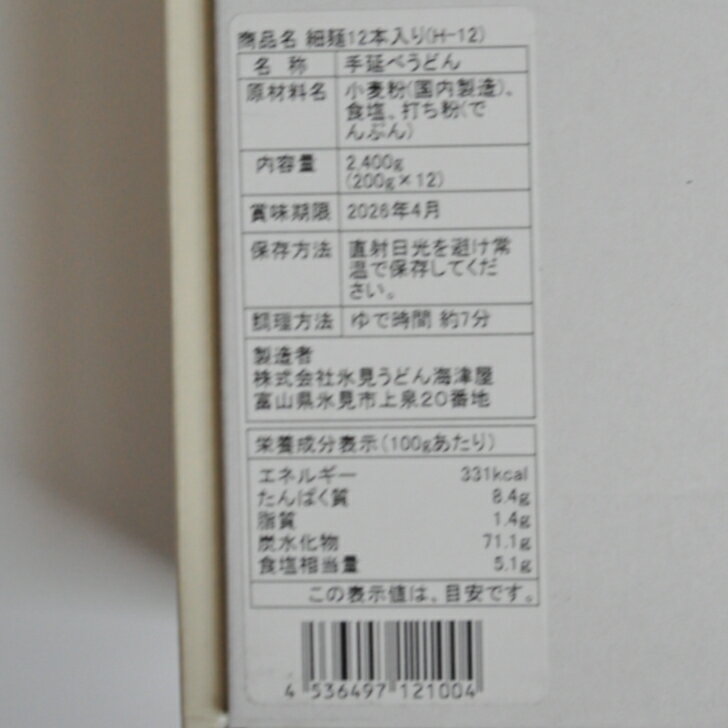 商品名 細麺12本入り(H-12)
名 称 手延べうどん
原材料名 小麦粉(国内製造)、
食塩、打ち粉(で
んぷん)
内容量 2,400g
(200g×12)
賞味期限 2026年4月
保存方法 直射日光を避け常
温で保存してくだ
さい。
調理方法 ゆで時間 約7分
製造者
株式会社氷見うどん海津屋
富山県氷見市上泉20番地
栄養成分表示(100gあたり)
エネルギー 331kcal
たんぱく質 8.4g
脂質 1.4g
炭水化物 71.1g
食塩相当量 5.1g
この表示値は、目安です。
4 536497 121004